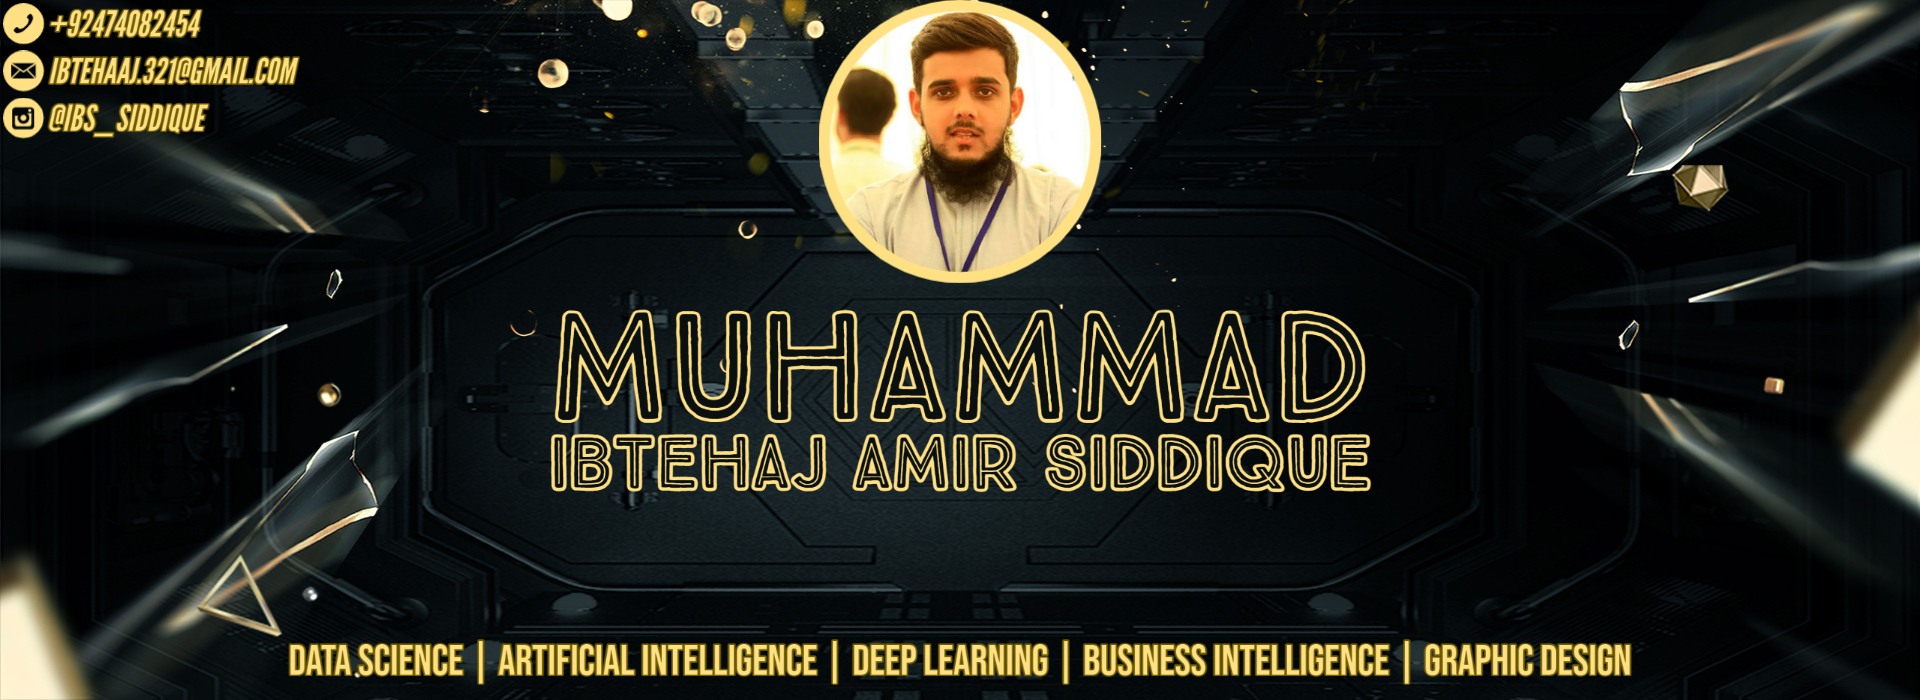 +92474082454
IBTEHAAJ.321@GMAIL.COM
@IBS_SIDDIQUE
MUHAMMAD
IBTEHAJ AMIR SIDDIQUE
DATA SCIENCE | ARTIFICIAL INTELLIGENCE | DEEP LEARNING | BUSINESS INTELLIGENCE | GRAPHIC DESIGN